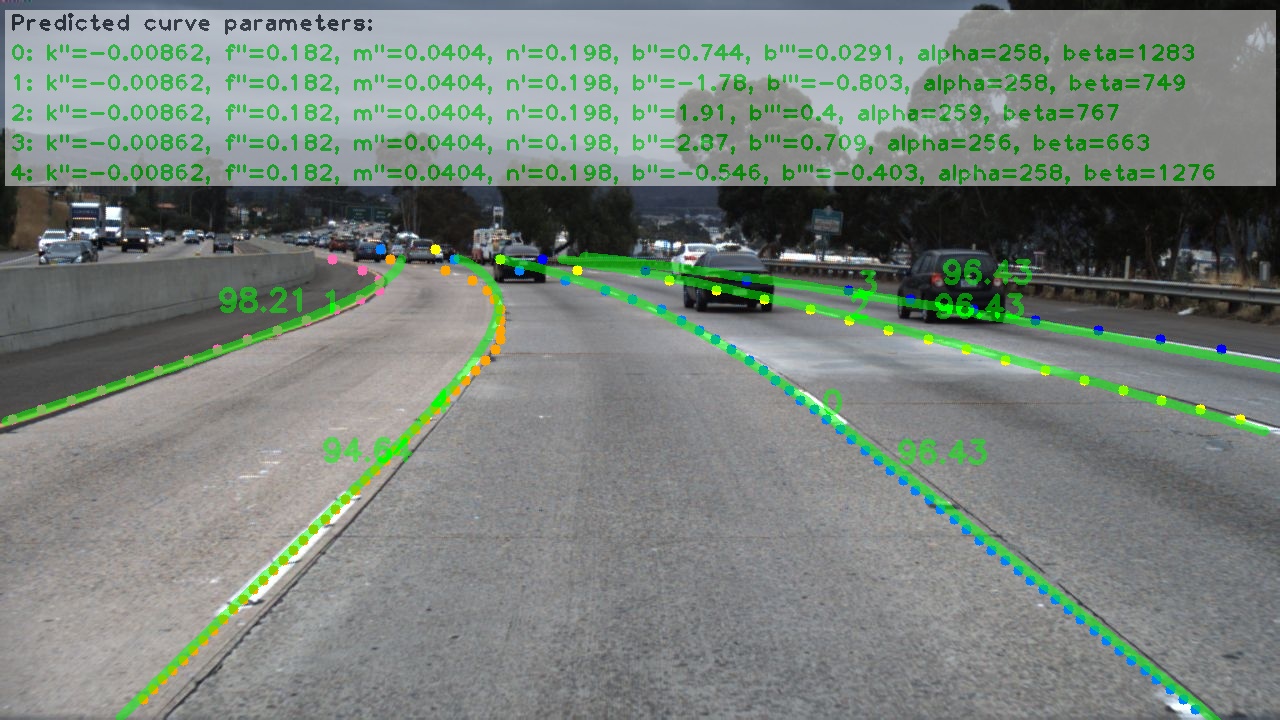 Predicted curve parameters:
0: k''=-0.00862, f''=0.182, m''=0.0404, n'=0.198, b''=0.744, b'''=0.0291, alpha=258, beta=1283
1: k''=-0.00862, f''=0.182, m''=0.0404, n'=0.198, b''=-1.78, b'''=-0.803, alpha=258, beta=749
2: k''=-0.00862, f''=0.182, m''=0.0404, n'=0.198, b''=1.91, b'''=0.4, alpha=259, beta=767
3: k''=-0.00862, f''=0.182, m''=0.0404, n'=0.198, b''=2.87, b'''=0.709, alpha=256, beta=663
4: k''=-0.00862, f''=0.182, m''=0.0404, n'=0.198, b''=-0.546, b'''=-0.403, alpha=258, beta=1276
96.43
3
98.21 1
96.43
0
94.64
96.43